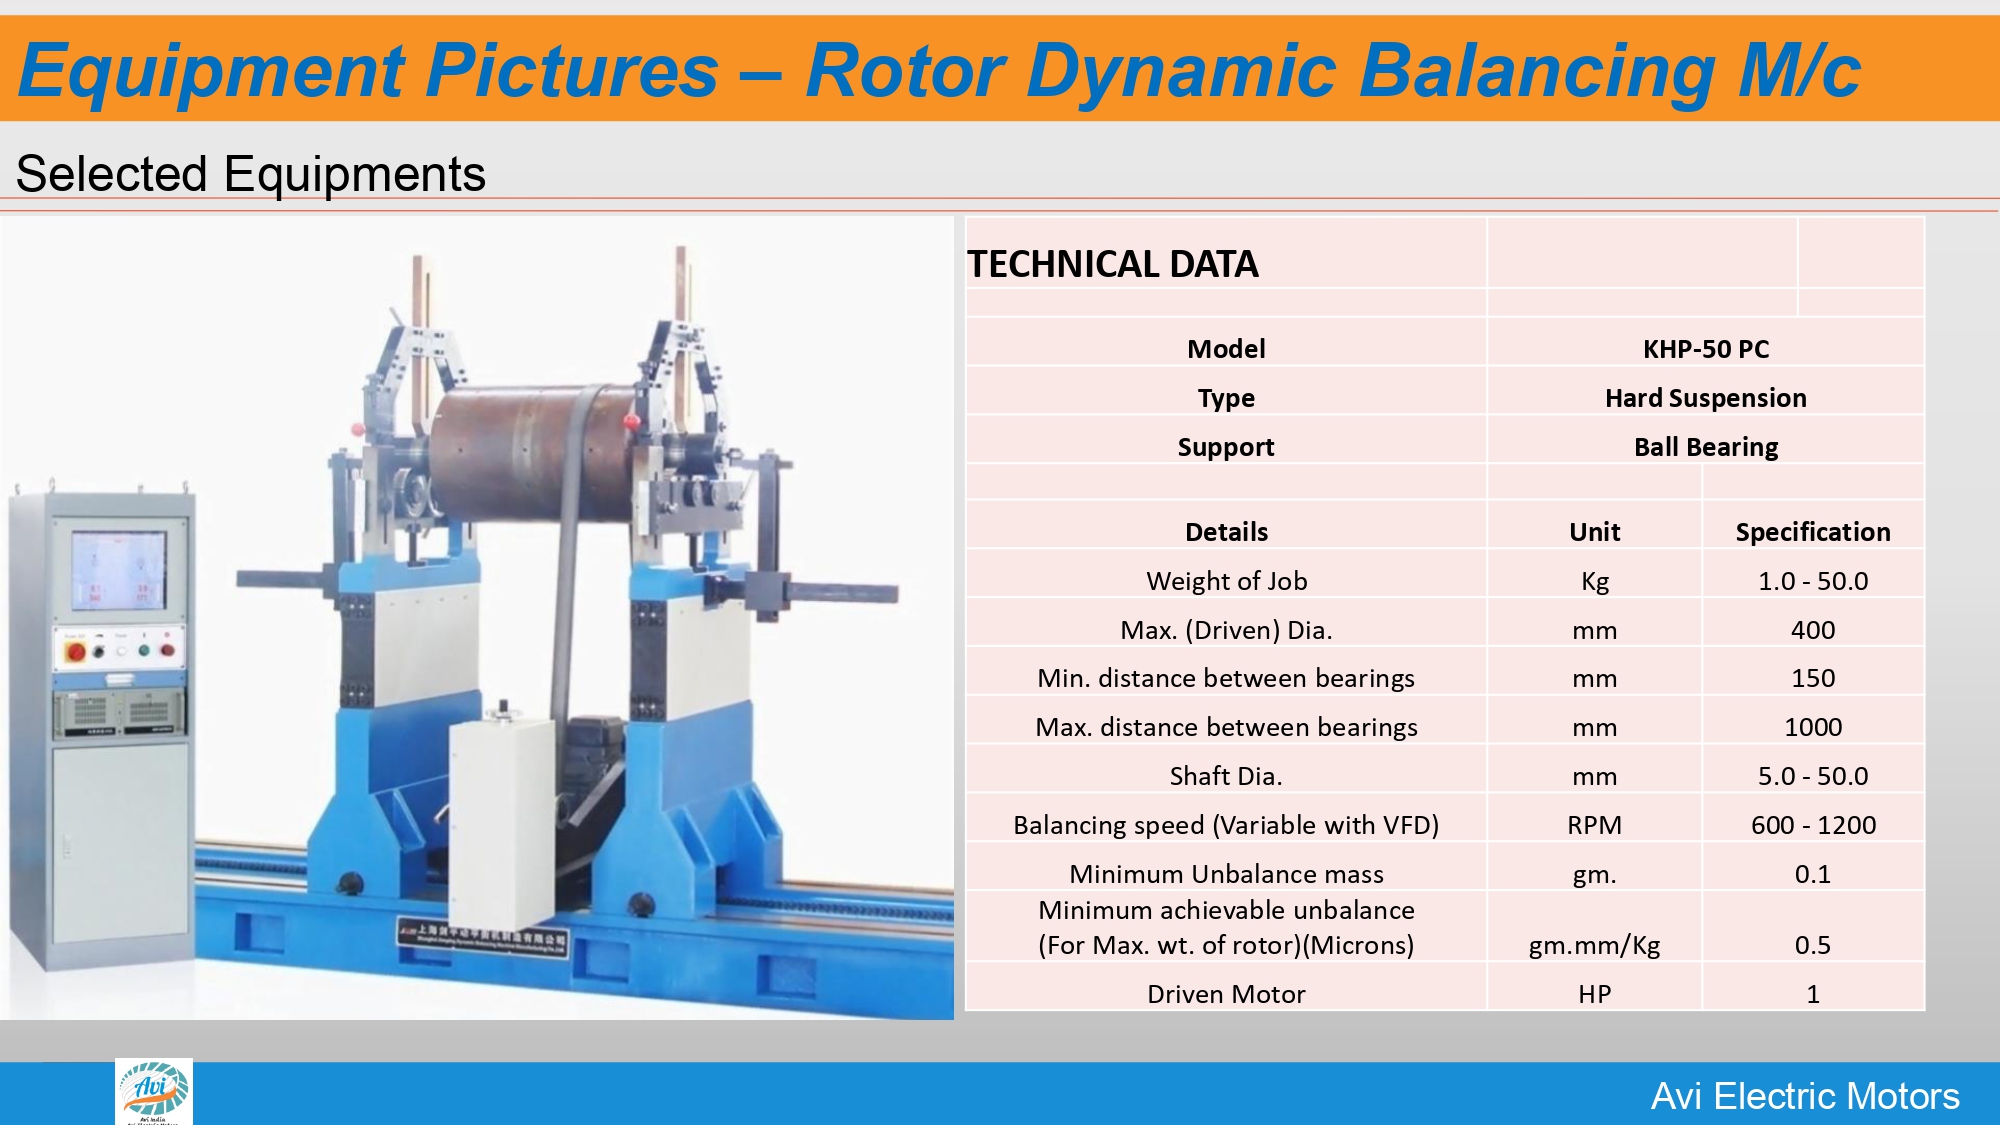 Equipment Pictures – Rotor Dynamic Balancing M/c
Selected Equipments
TECHNICAL DATA
Model KHP-50 PC
Type Hard Suspension
Support Ball Bearing
Details Unit Specification
Weight of Job Kg 1.0 - 50.0
Max. (Driven) Dia. mm 400
Min. distance between bearings mm 150
Max. distance between bearings mm 1000
Shaft Dia. mm 5.0 - 50.0
Balancing speed (Variable with VFD) RPM 600 - 1200
Minimum Unbalance mass gm. 0.1
Minimum achievable unbalance
(For Max. wt. of rotor)(Microns) gm.mm/Kg 0.5
Driven Motor HP 1
Avi
Avi India
Avi Electric Motors